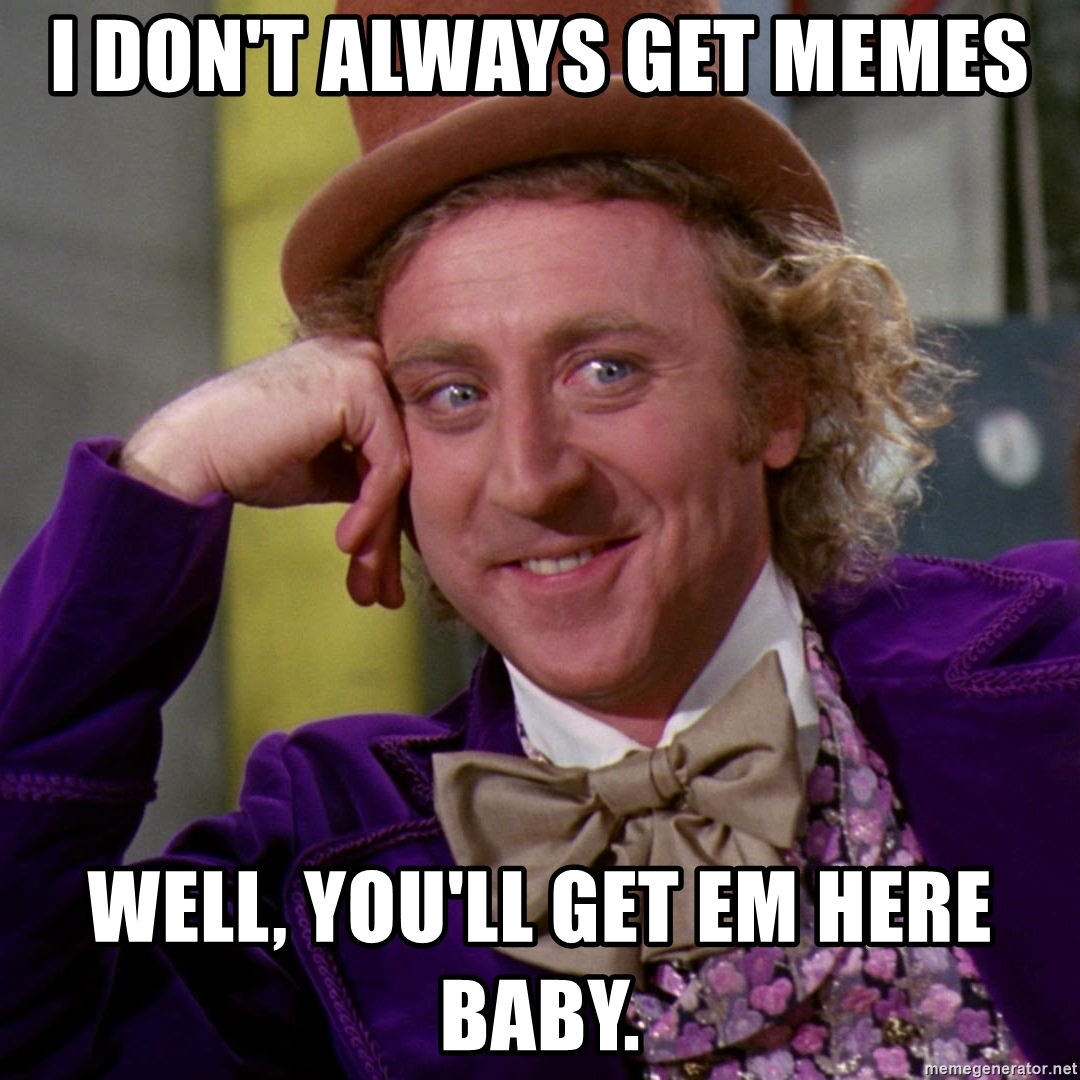 I DON'T ALWAYS GET MEMES
WELL, YOU'LL GET EM HERE
BABY.
memegenerator.net